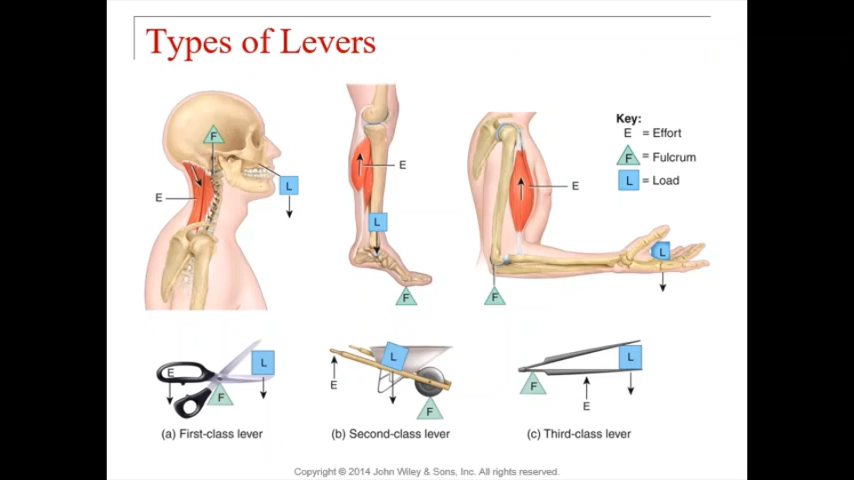 Types of Levers
F
E
L
E
L
F
E
L
F
Key:
E = Effort
F = Fulcrum
L = Load
E
F
L
E
L
F
F
E
L
(a) First-class lever
(b) Second-class lever
(c) Third-class lever
Copyright © 2014 John Wiley & Sons, Inc. All rights reserved.